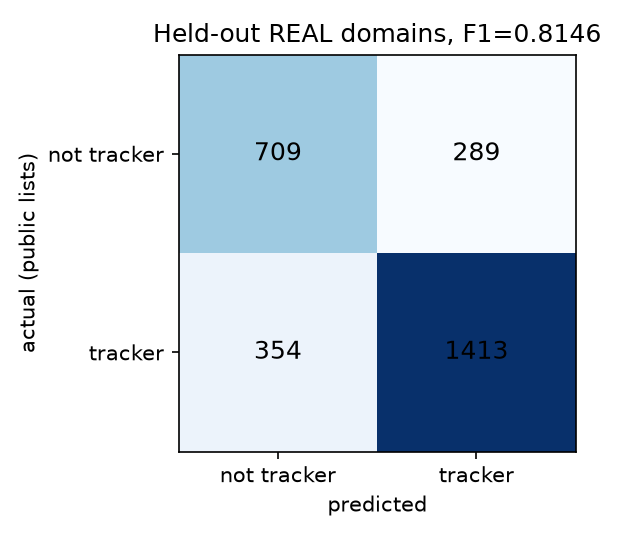 Held-out REAL domains, F1=0.8146
actual (public lists)
not tracker
709
289
tracker
354
1413
not tracker
tracker
predicted